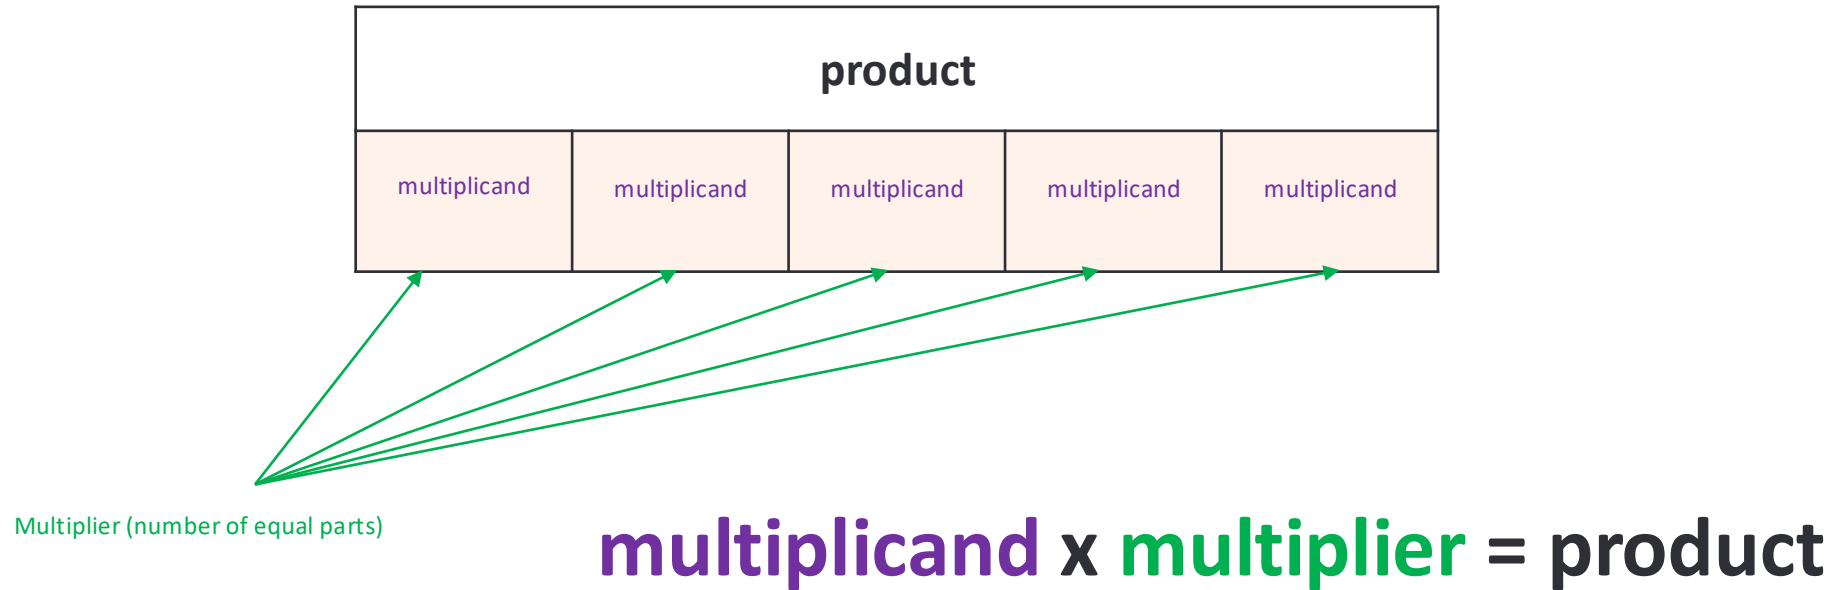 product
multiplicand multiplicand multiplicand multiplicand multiplicand
Multiplier (number of equal parts)
multiplicand x multiplier = product